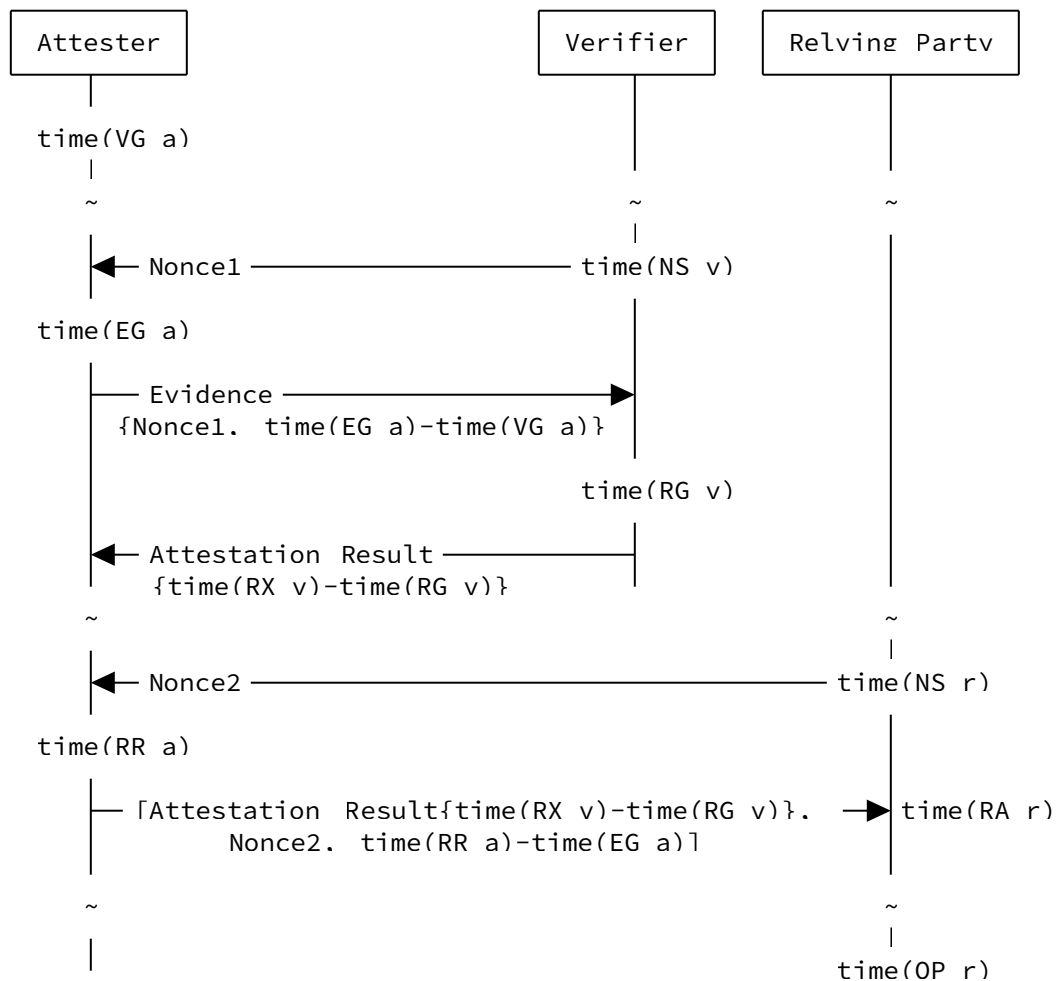 Attester Verifier Relying Party
time(VG_a)
~ ~ ~
Nonce1 time(NS_v)
time(EG_a)
Evidence
{Nonce1, time(EG_a)-time(VG_a)}
time(RG_v)
Attestation Result
{time(RX_v)-time(RG_v)}
~ ~
Nonce2 time(NS_r)
time(RR_a)
[Attestation Result{time(RX_v)-time(RG_v)}, time(RA_r)
Nonce2, time(RR_a)-time(EG_a)]
~ ~
time(OP_r)